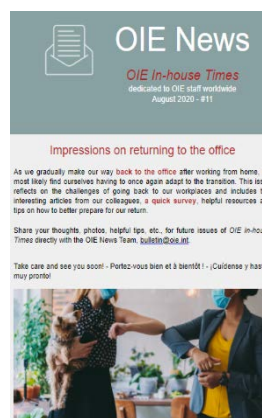 OIE News
OIE In-house Times
dedicated to OIE staff worldwide
August 2020 - #11
Impressions on returning to the office
As we gradually make our way back to the office after working from home,
most likely find ourselves having to once again adapt to the transition. This
reflects on the challenges of going back to our workplaces and includes
interesting articles from our colleagues, a quick survey, helpful resources
tips on how to better prepare for our return.
Share your thoughts, photos, helpful tips, etc., for future issues of OIE
Times directly with the OIE News Team, bulletin@oie.int.
Take care and see you soon! - Portez-vous bien et à bientôt ! - ¡Cuídense y
muy pronto!